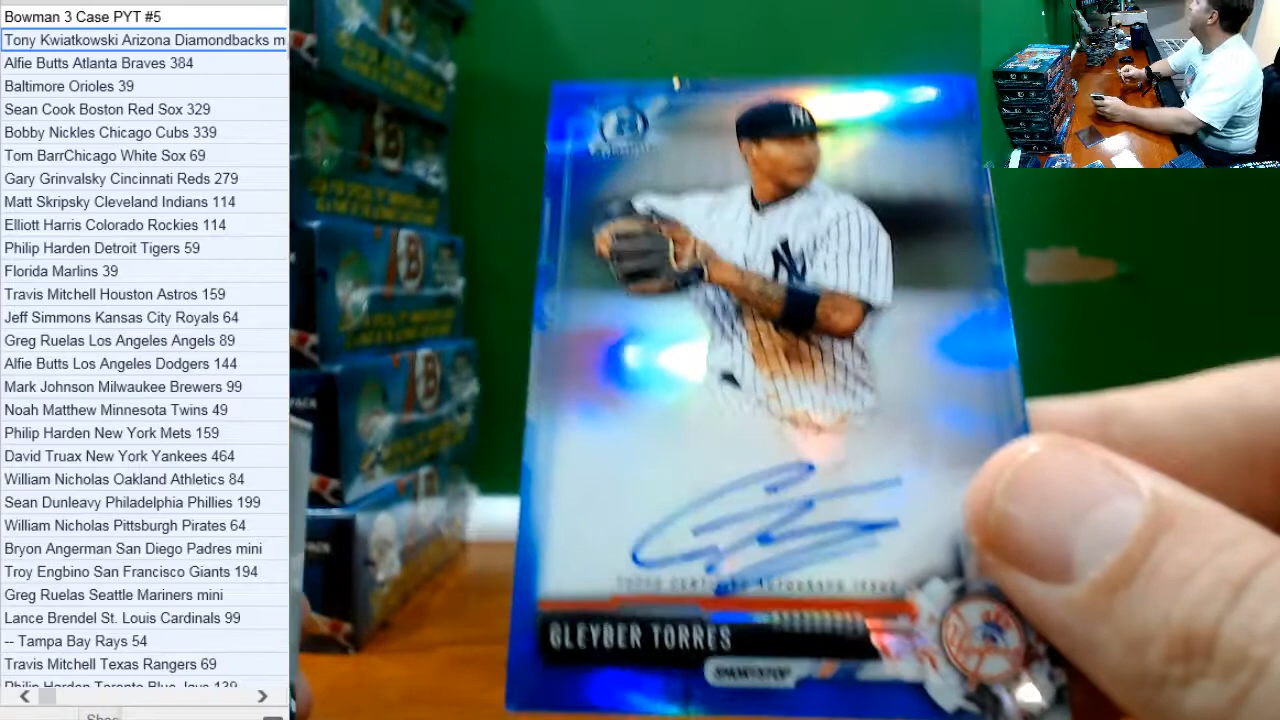 Bowman 3 Case PYT #5
Tony Kwiatkowski Arizona Diamondbacks m
Alfie Butts Atlanta Braves 384
Baltimore Orioles 39
Sean Cook Boston Red Sox 329
Bobby Nickles Chicago Cubs 339
Tom BarrChicago White Sox 69
Gary Grinvalsky Cincinnati Reds 279
Matt Skripsky Cleveland Indians 114
Elliott Harris Colorado Rockies 114
Philip Harden Detroit Tigers 59
Florida Marlins 39
Travis Mitchell Houston Astros 159
Jeff Simmons Kansas City Royals 64
Greg Ruelas Los Angeles Angels 89
Alfie Butts Los Angeles Dodgers 144
Mark Johnson Milwaukee Brewers 99
Noah Matthew Minnesota Twins 49
Philip Harden New York Mets 159
David Truax New York Yankees 464
William Nicholas Oakland Athletics 84
Sean Dunleavy Philadelphia Phillies 199
William Nicholas Pittsburgh Pirates 64
Bryon Angerman San Diego Padres mini
Troy Engbino San Francisco Giants 194
Greg Ruelas Seattle Mariners mini
Lance Brendel St. Louis Cardinals 99
-- Tampa Bay Rays 54
Travis Mitchell Texas Rangers 69
Philip Harden Toronto Blue Jays 139
NY
NY
TOPPS CERTIFIED AUTOGRAPH ISSUE
GLEYBER TORRES
SHORTSTOP
Yankees